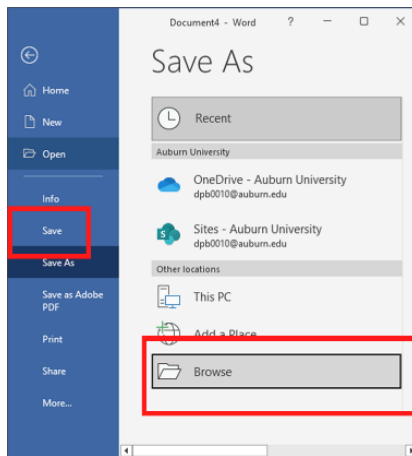 Document4 - Word
?
Save As
Home
New
Open
Info
Save
Save As
Save as Adobe
PDF
Print
Share
More...
Recent
Auburn University
OneDrive - Auburn University
dpb0010@auburn.edu
Sites - Auburn University
dpb0010@auburn.edu
Other locations
This PC
Add a Place
Browse